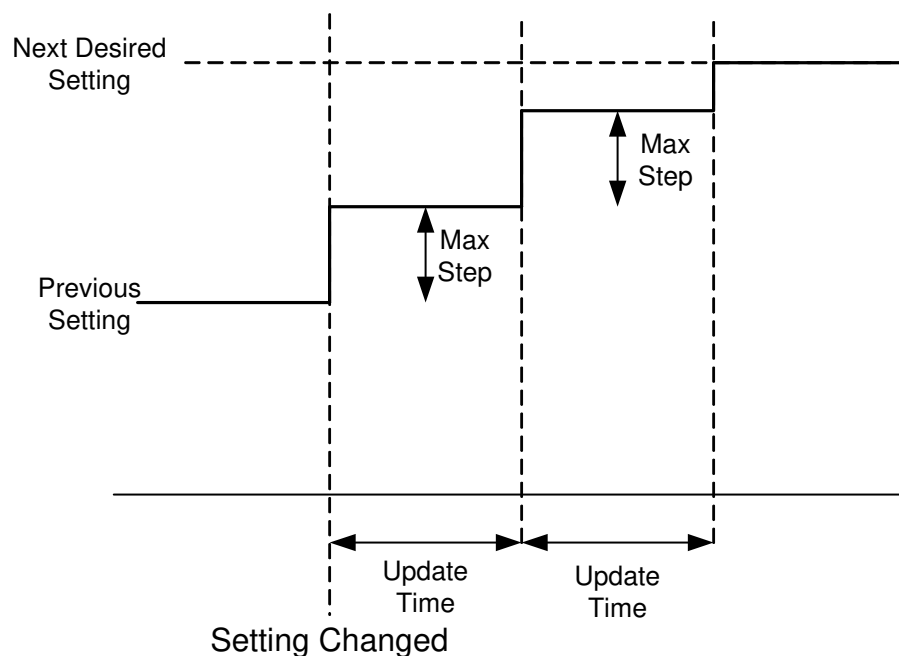 Next Desired
Setting
Max
Step
Max
Step
Previous
Setting
Update
Time
Update
Time
Setting Changed